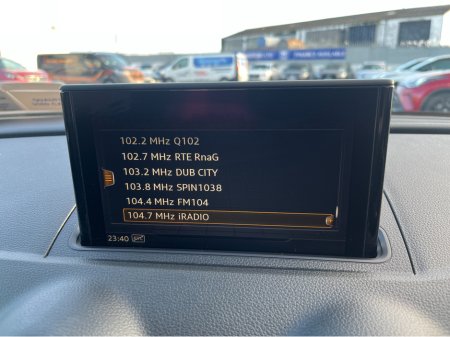 102.2 MHz Q102
102.7 MHz RTE RnaG
103.2 MHz DUB CITY
103.8 MHz SPIN1038
104.4 MHz FM104
104.7 MHz iRADIO
23:40